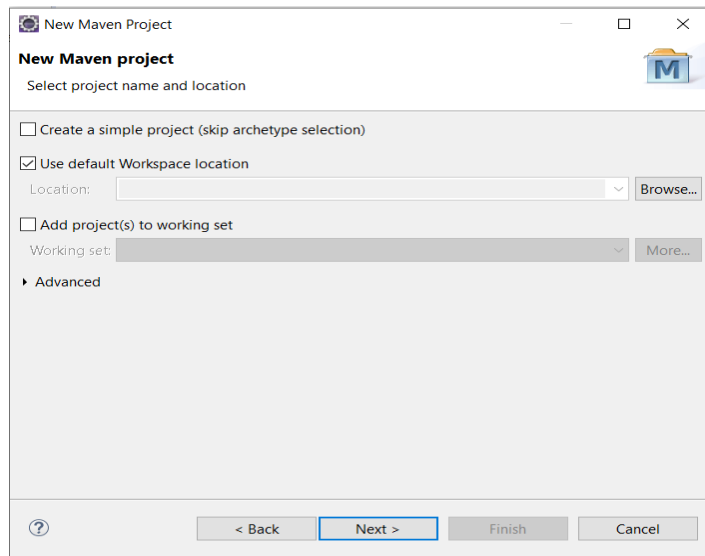 New Maven Project
New Maven project
Select project name and location
Create a simple project (skip archetype selection)
Use default Workspace location
Location:
Browse...
Add project(s) to working set
Working set:
More...
Advanced
< Back
Next >
Finish
Cancel